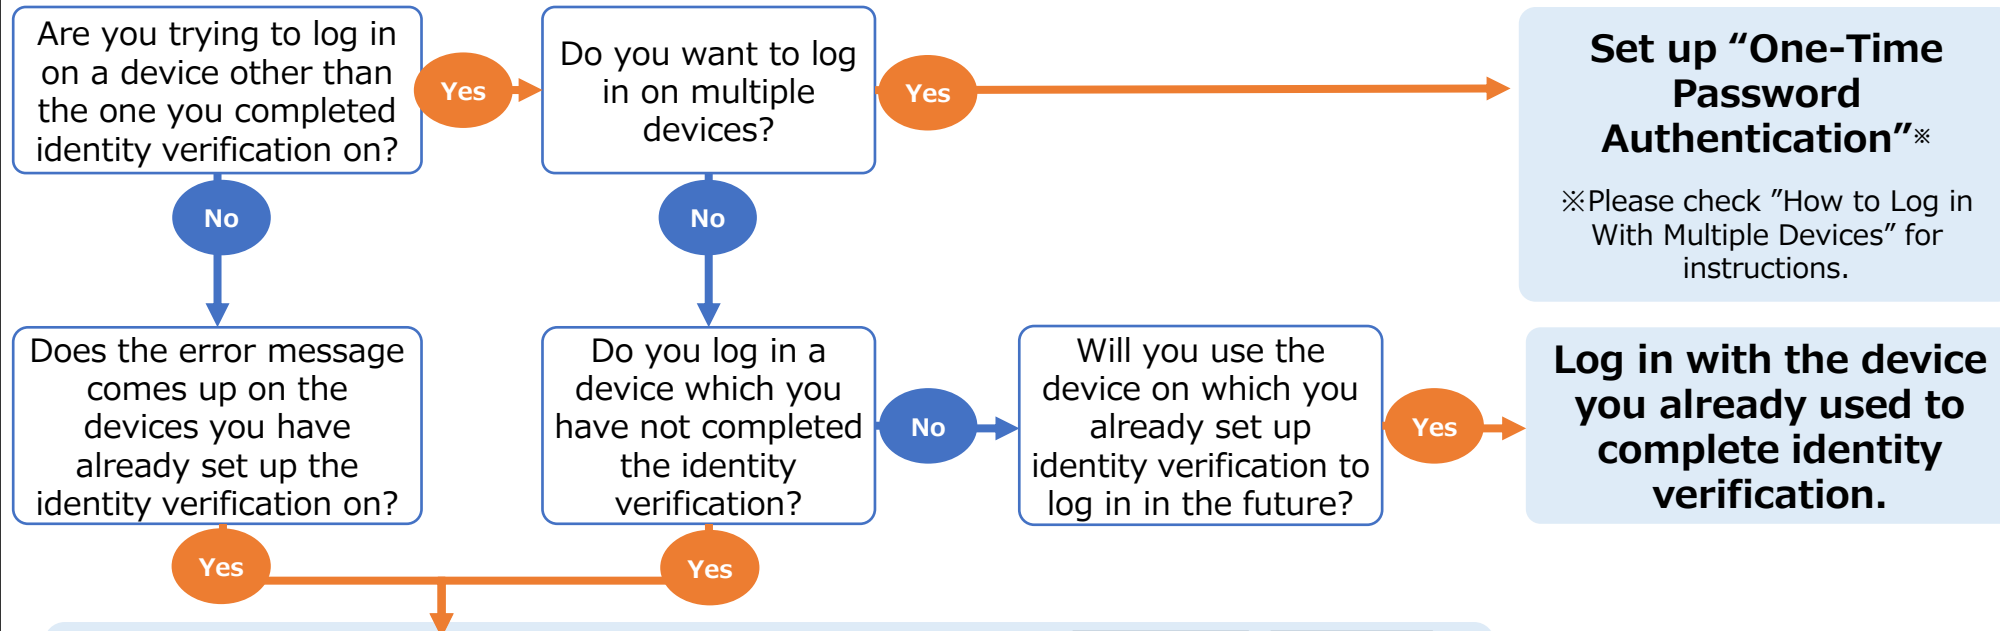 Are you trying to log in
on a device other than
the one you completed
identity verification on?
Yes
Do you want to log
in on multiple
devices?
Yes
Set up “One-Time
Password
Authentication”※
※Please check ”How to Log in
With Multiple Devices” for
instructions.
No
No
Does the error message
comes up on the
devices you have
already set up the
identity verification on?
Do you log in a
device which you
have not completed
the identity
verification?
No
Will you use the
device on which you
already set up
identity verification to
log in in the future?
Yes
Log in with the device
you already used to
complete identity
verification.
Yes
Yes